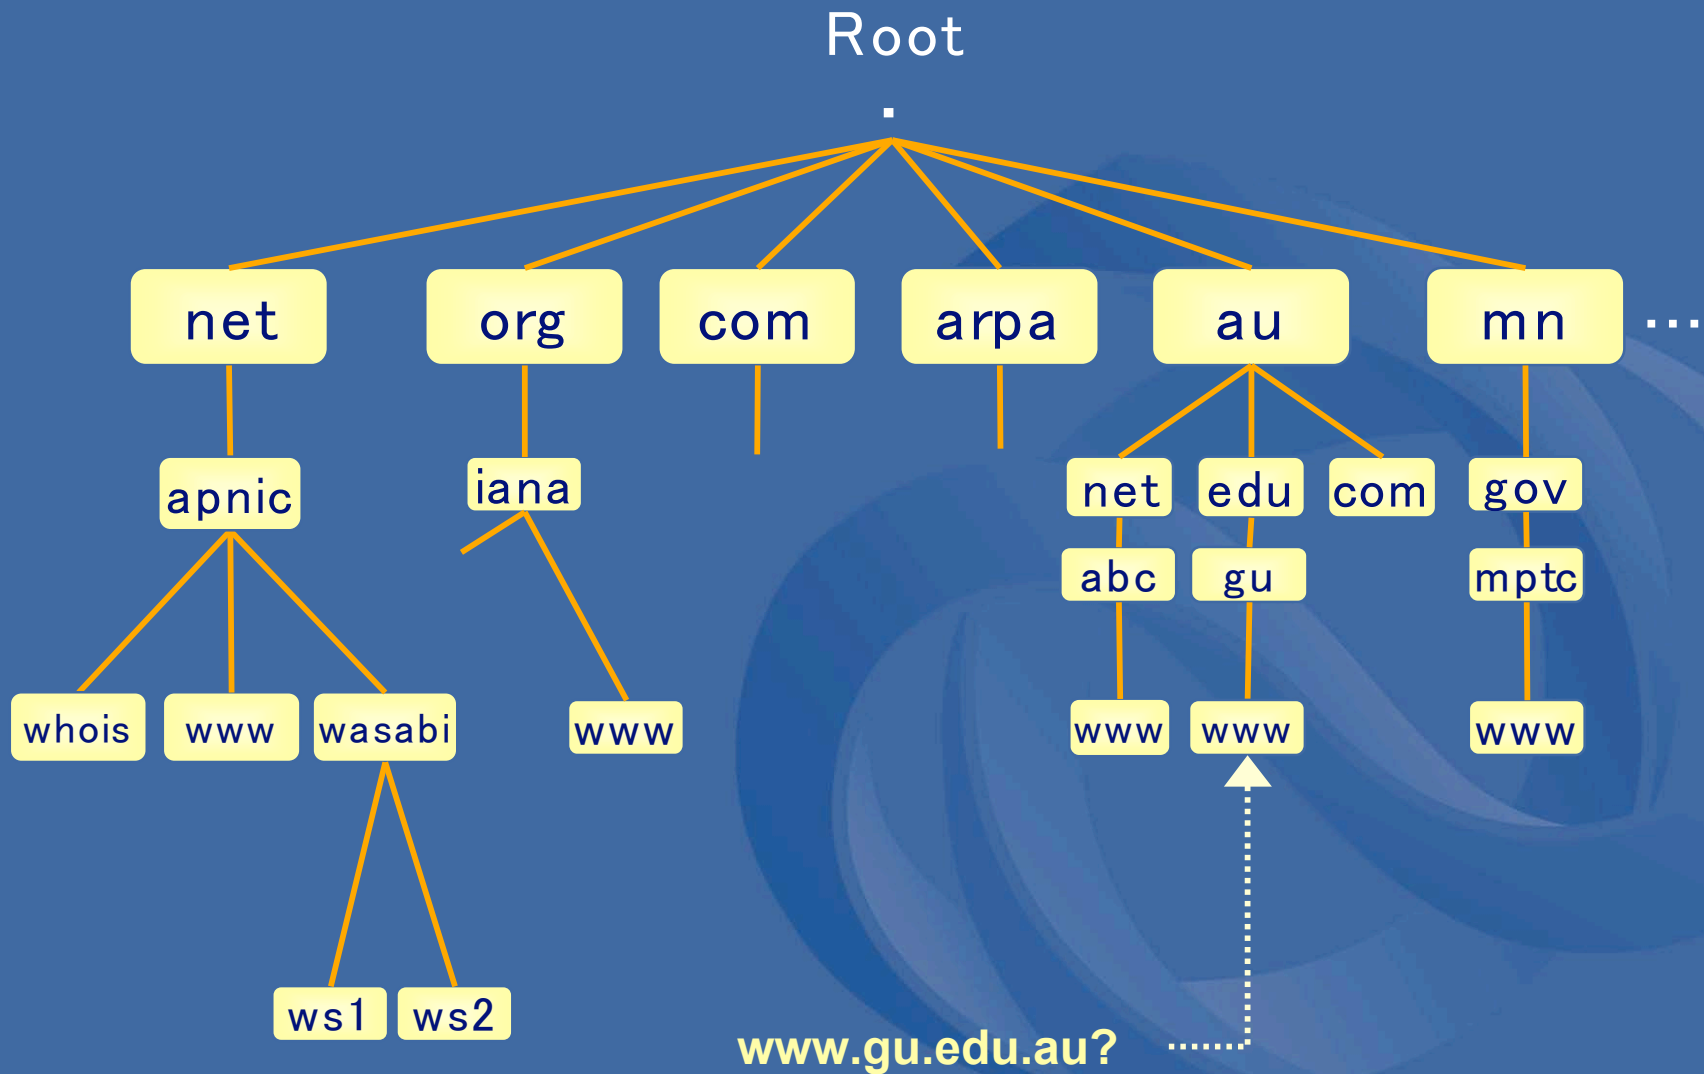 Root
.
net org com arpa au mn ...
apnic iana net edu com gov
abc gu mptc
whois www wasabi www www www www
ws1 ws2
www.gu.edu.au?